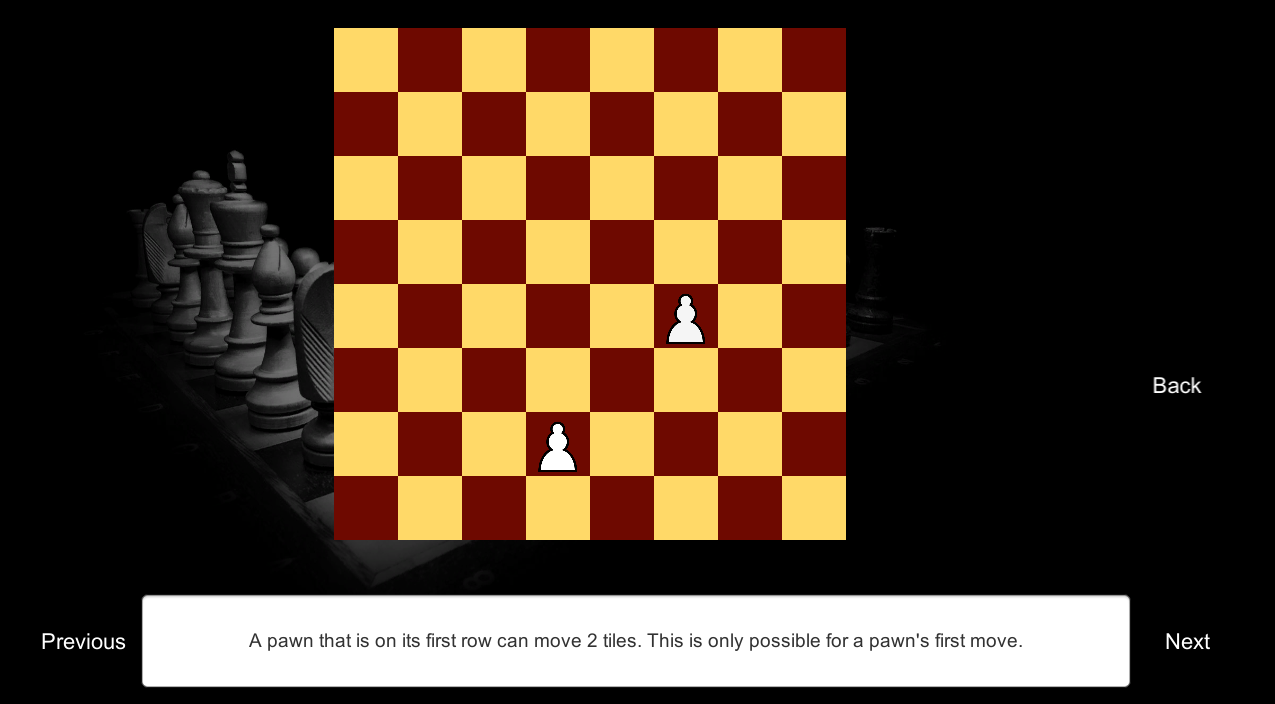 Back
Previous
A pawn that is on its first row can move 2 tiles. This is only possible for a pawn's first move.
Next